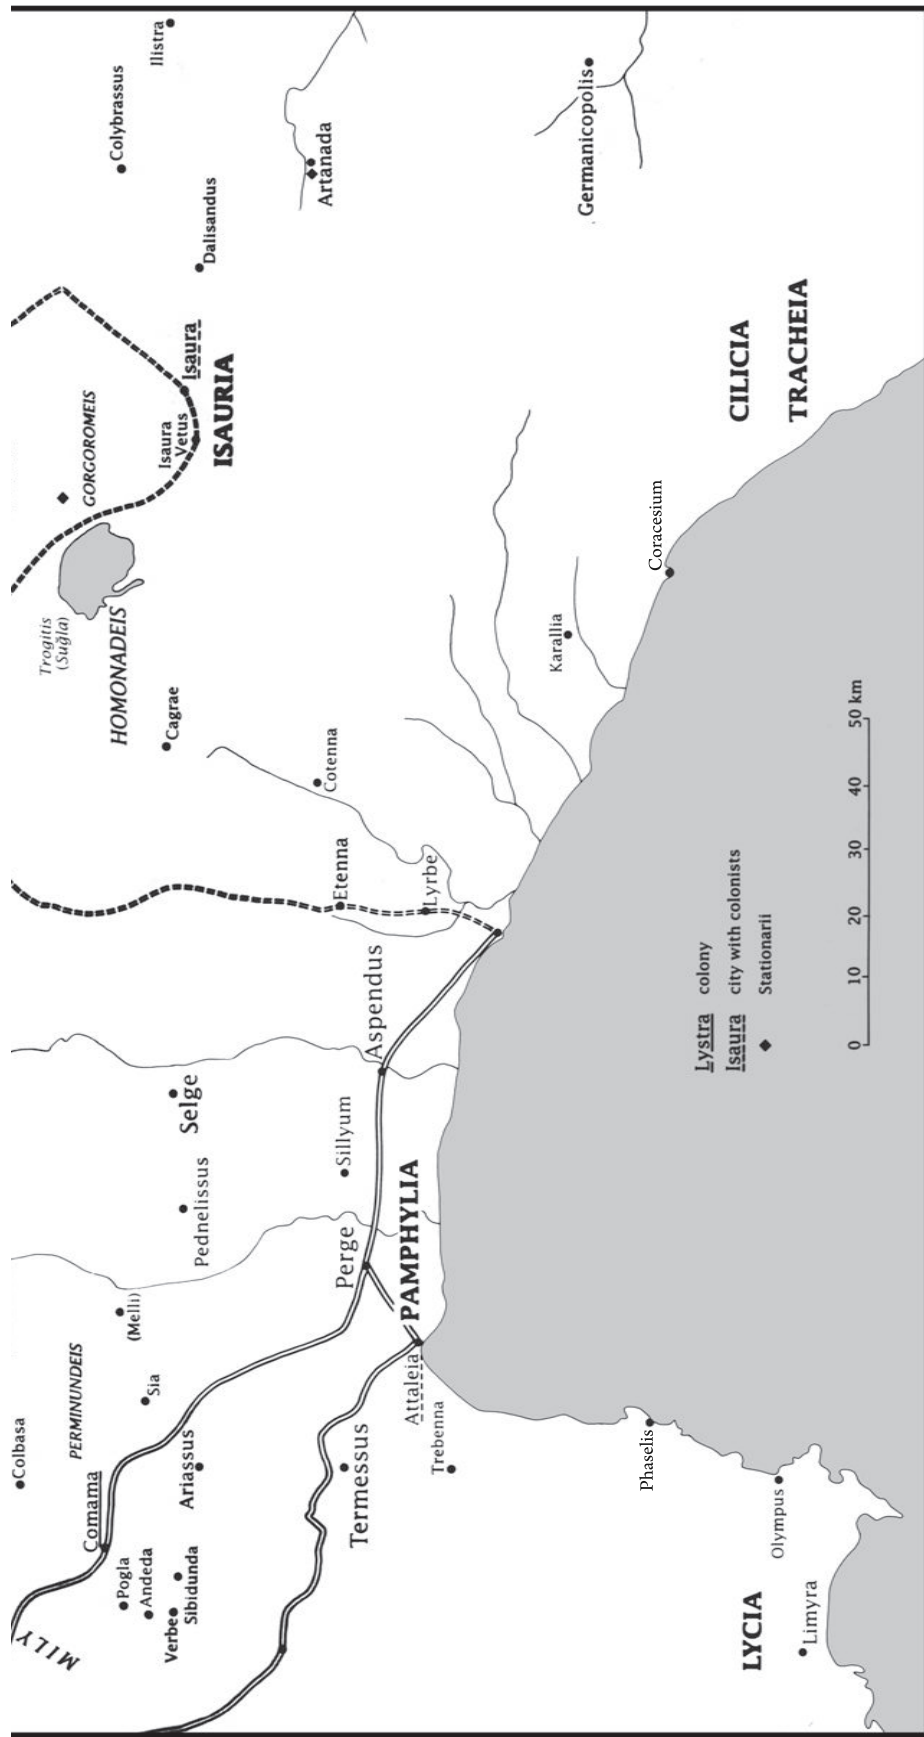 Colbasa
MILY
Trogitis
(Suğla)
PERMINUNDEIS
GORGOROMEIS
Comama
HOMONADEIS
Colybrassus
Pogla
(Melli)
Andeda
Sia
Ilistra
Isaura
Vetus
Verbe
Cagrae
Sibidunda
Ariassus
Selge
Isaura
Pednelissus
Dalisandus
ISAURIA
Artanada
Cotenna
Etenna
Sillyum
Perge
Termessus
Aspendus
PAMPHYLIA
Attaleia
Lyrbe
Trebenna
Karallia
Germanicopolis
Phaselis
Coracesium
Lystra colony
Isaura city with colonists
Stationarii
CILICIA
TRACHEIA
Olympus
LYCIA
Limyra
0 10 20 30 40 50 km